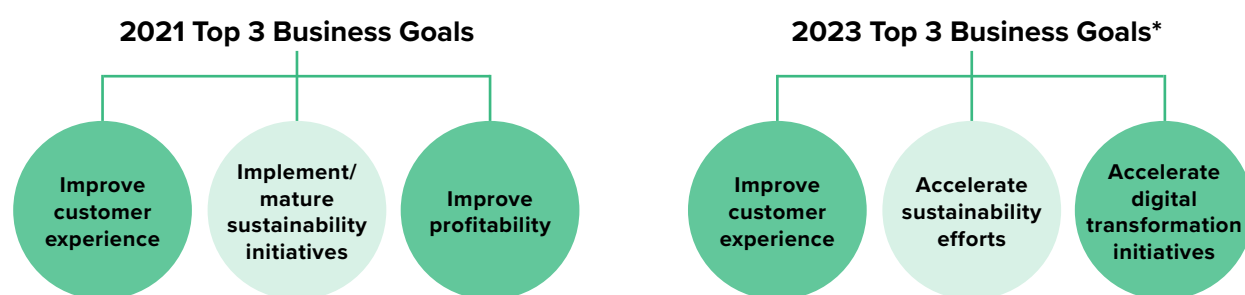 2021 Top 3 Business Goals
Improve
customer
experience
Implement/
mature
sustainability
initiatives
Improve
profitability
2023 Top 3 Business Goals*
Improve
customer
experience
Accelerate
sustainability
efforts
Accelerate
digital
transformation
initiatives